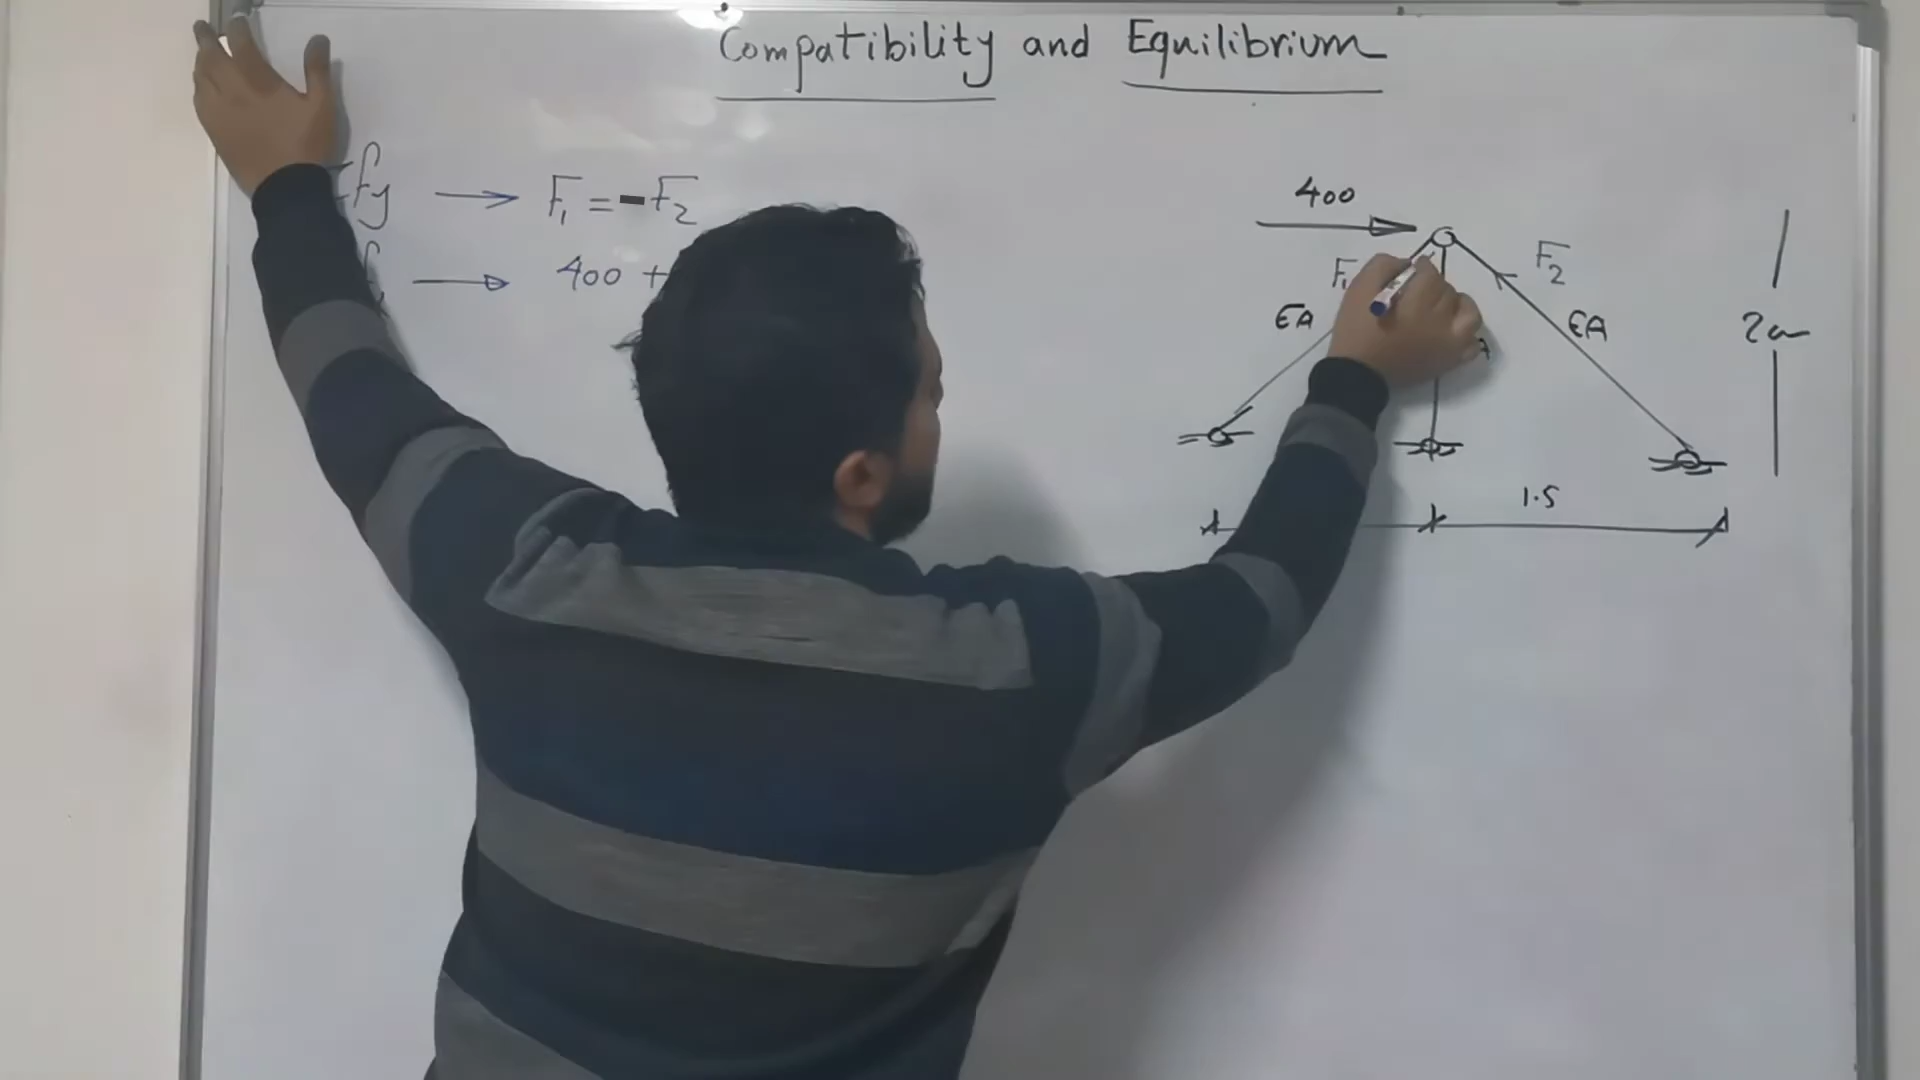 Compatibility and Equilibrium
fy → F₁ = -F₂
→ 400 +
400
F₁
F₂
EA
EA
2m
1.5